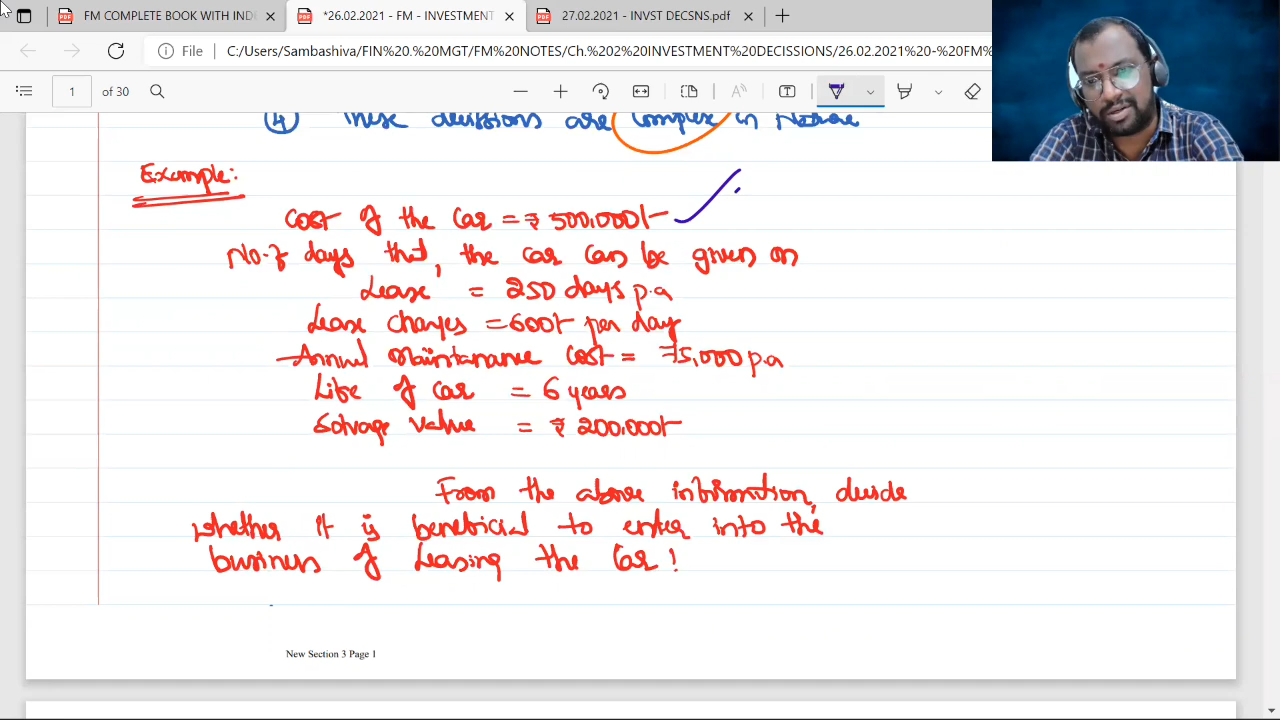 FM COMPLETE BOOK WITH INDE
*26.02.2021 - FM - INVESTMENT
27.02.2021 - INVST DECSNS.pdf
File
C:/Users/Sambashiva/FIN%20.%20MGT/FM%20NOTES/Ch.%202%20INVESTMENT%20DECISSIONS/26.02.2021%20-%20FM%
1 of 30
(4) These decissions are complex in Nature
Example:
Cost of the Car = ₹ 500,000/-
No. of days that, the car can be given on
Lease = 250 days p.a
Lease charges = 600/- per day
Annual Maintanance cost = 75,000 p.a
Life of Car = 6 years
Salvage value = ₹ 200,000/-
From the above information, decide
whether it is beneficial to enter into the
business of Leasing the Car!
New Section 3 Page 1